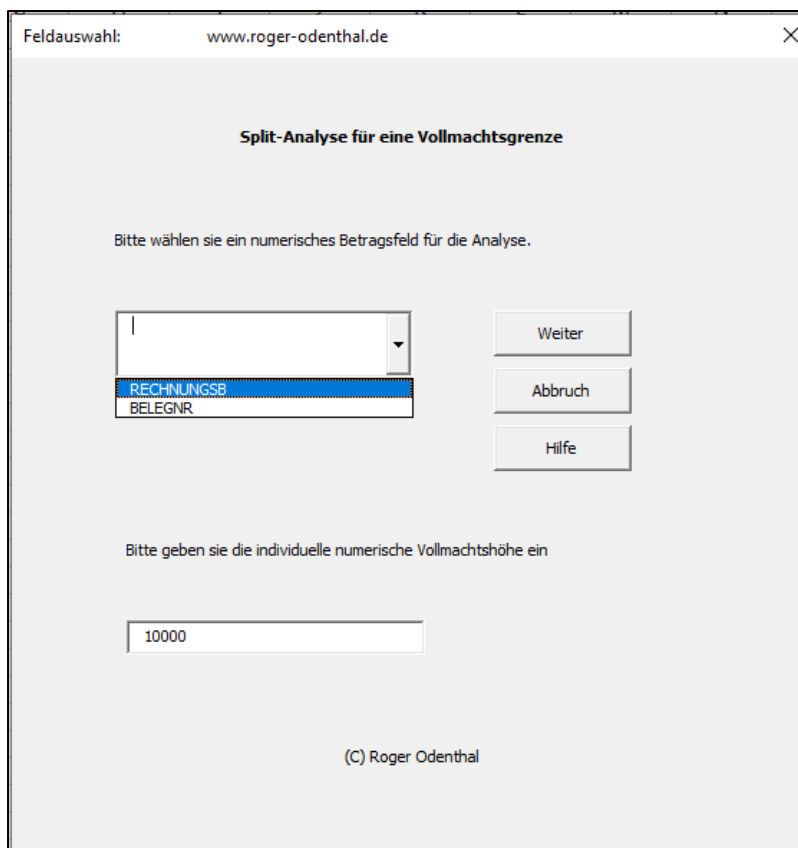 Feldauswahl: www.roger-odenthal.de
Split-Analyse für eine Vollmachtsgrenze
Bitte wählen sie ein numerisches Betragsfeld für die Analyse.
Weiter
RECHNUNGSB
BELEGNR
Abbruch
Hilfe
Bitte geben sie die individuelle numerische Vollmachtshöhe ein
10000
(C) Roger Odenthal